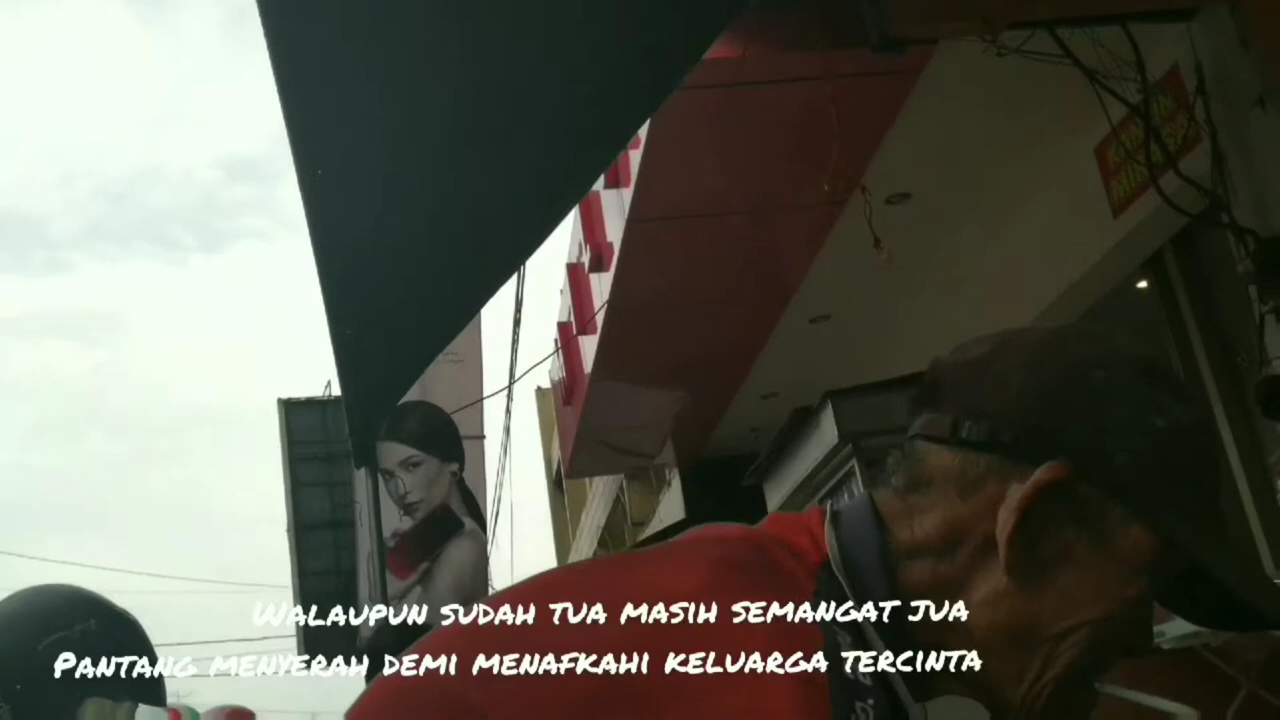 Walaupun sudah tua masih semangat jua
Pantang menyerah demi menafkahi keluarga tercinta